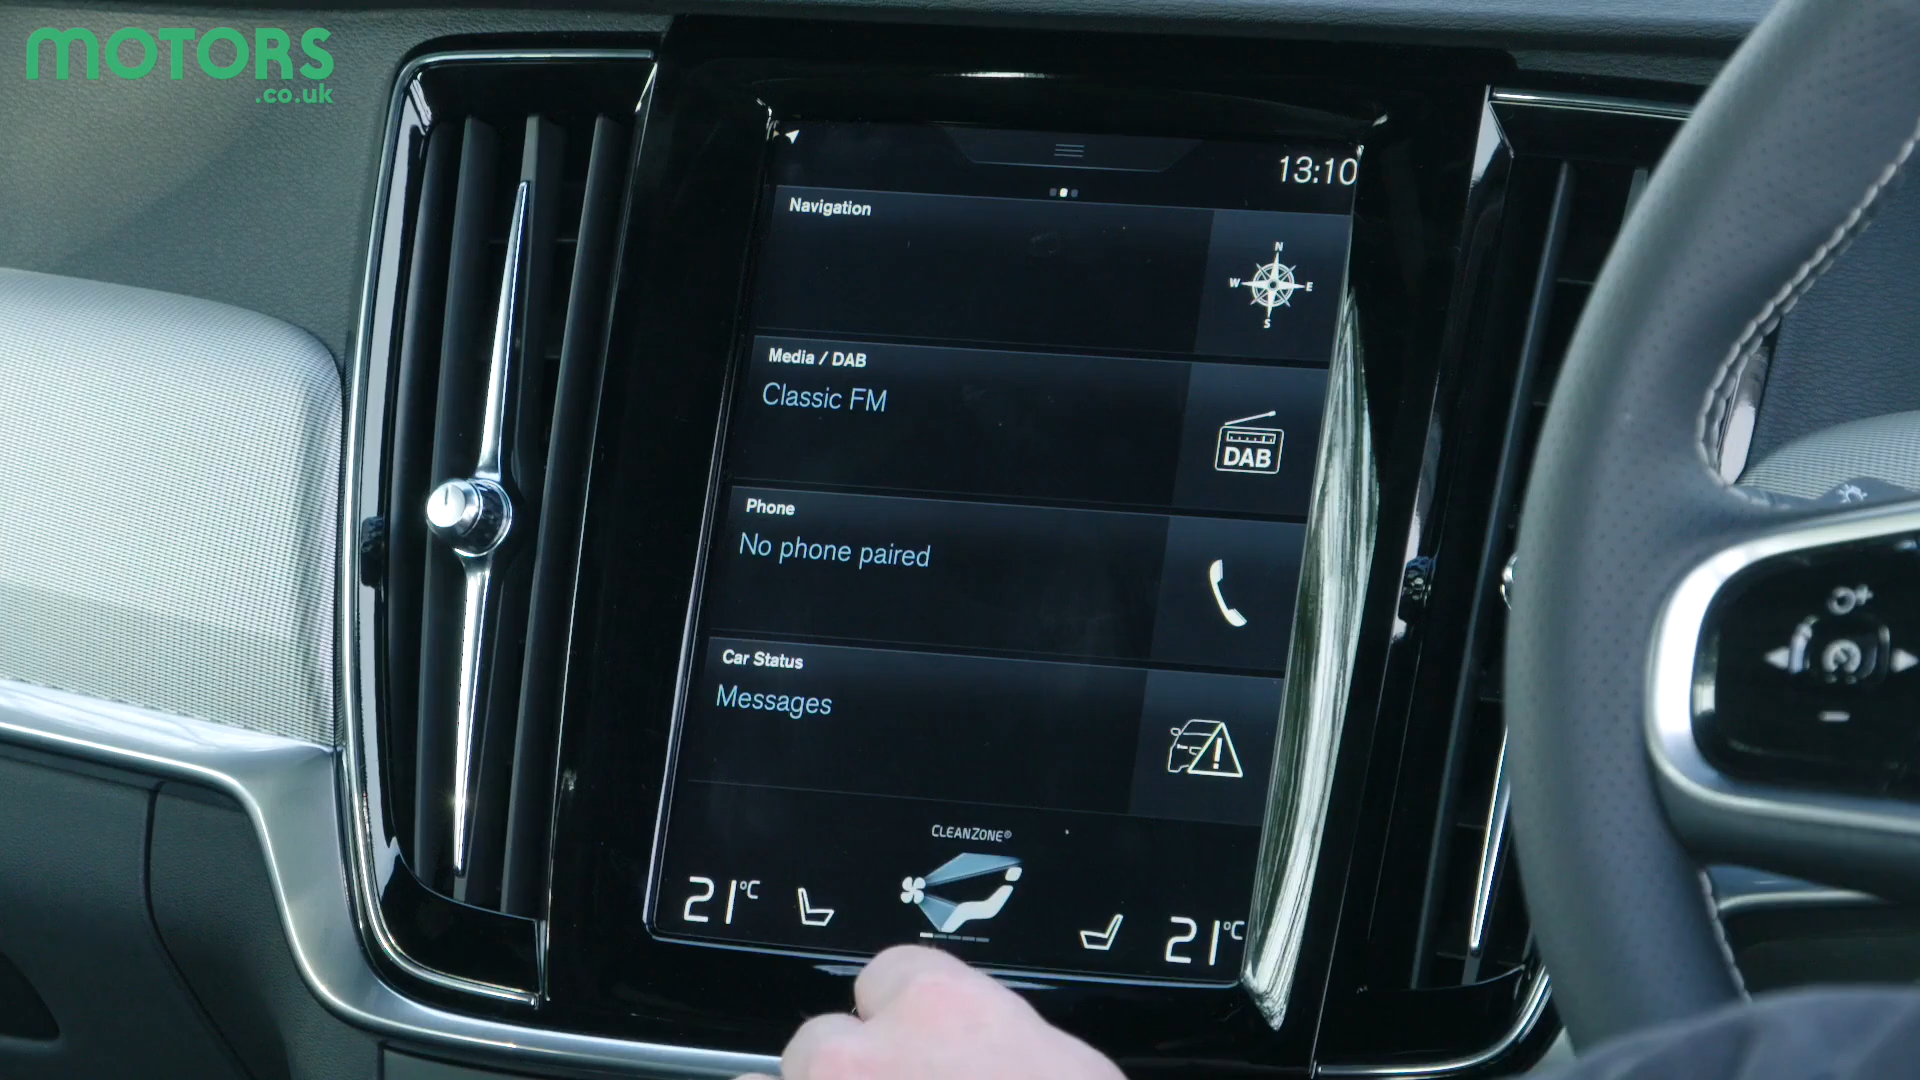 MOTORS
.co.uk
13:10
Navigation
N
W E
S
Media / DAB
Classic FM
DAB
Phone
No phone paired
Car Status
Messages
CLEANZONE®
21°C
21°C